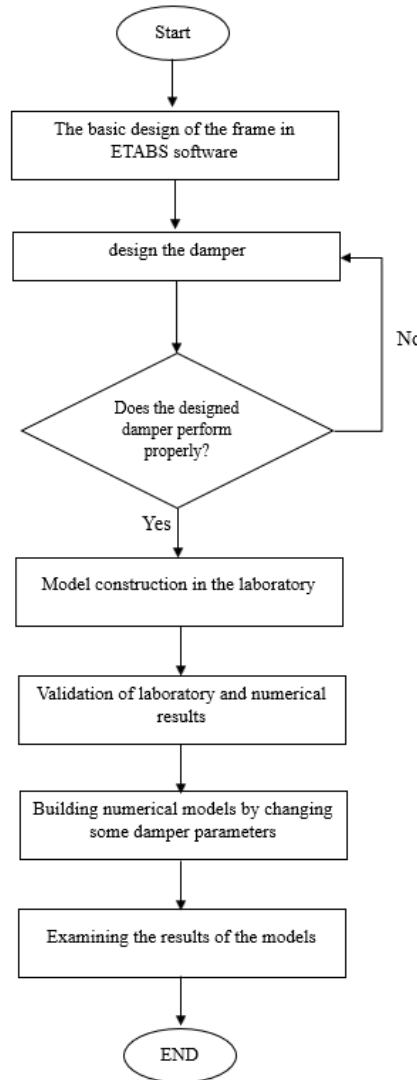 Start
The basic design of the frame in
ETABS software
design the damper
Does the designed
damper perform
properly?
No
Yes
Model construction in the laboratory
Validation of laboratory and numerical
results
Building numerical models by changing
some damper parameters
Examining the results of the models
END